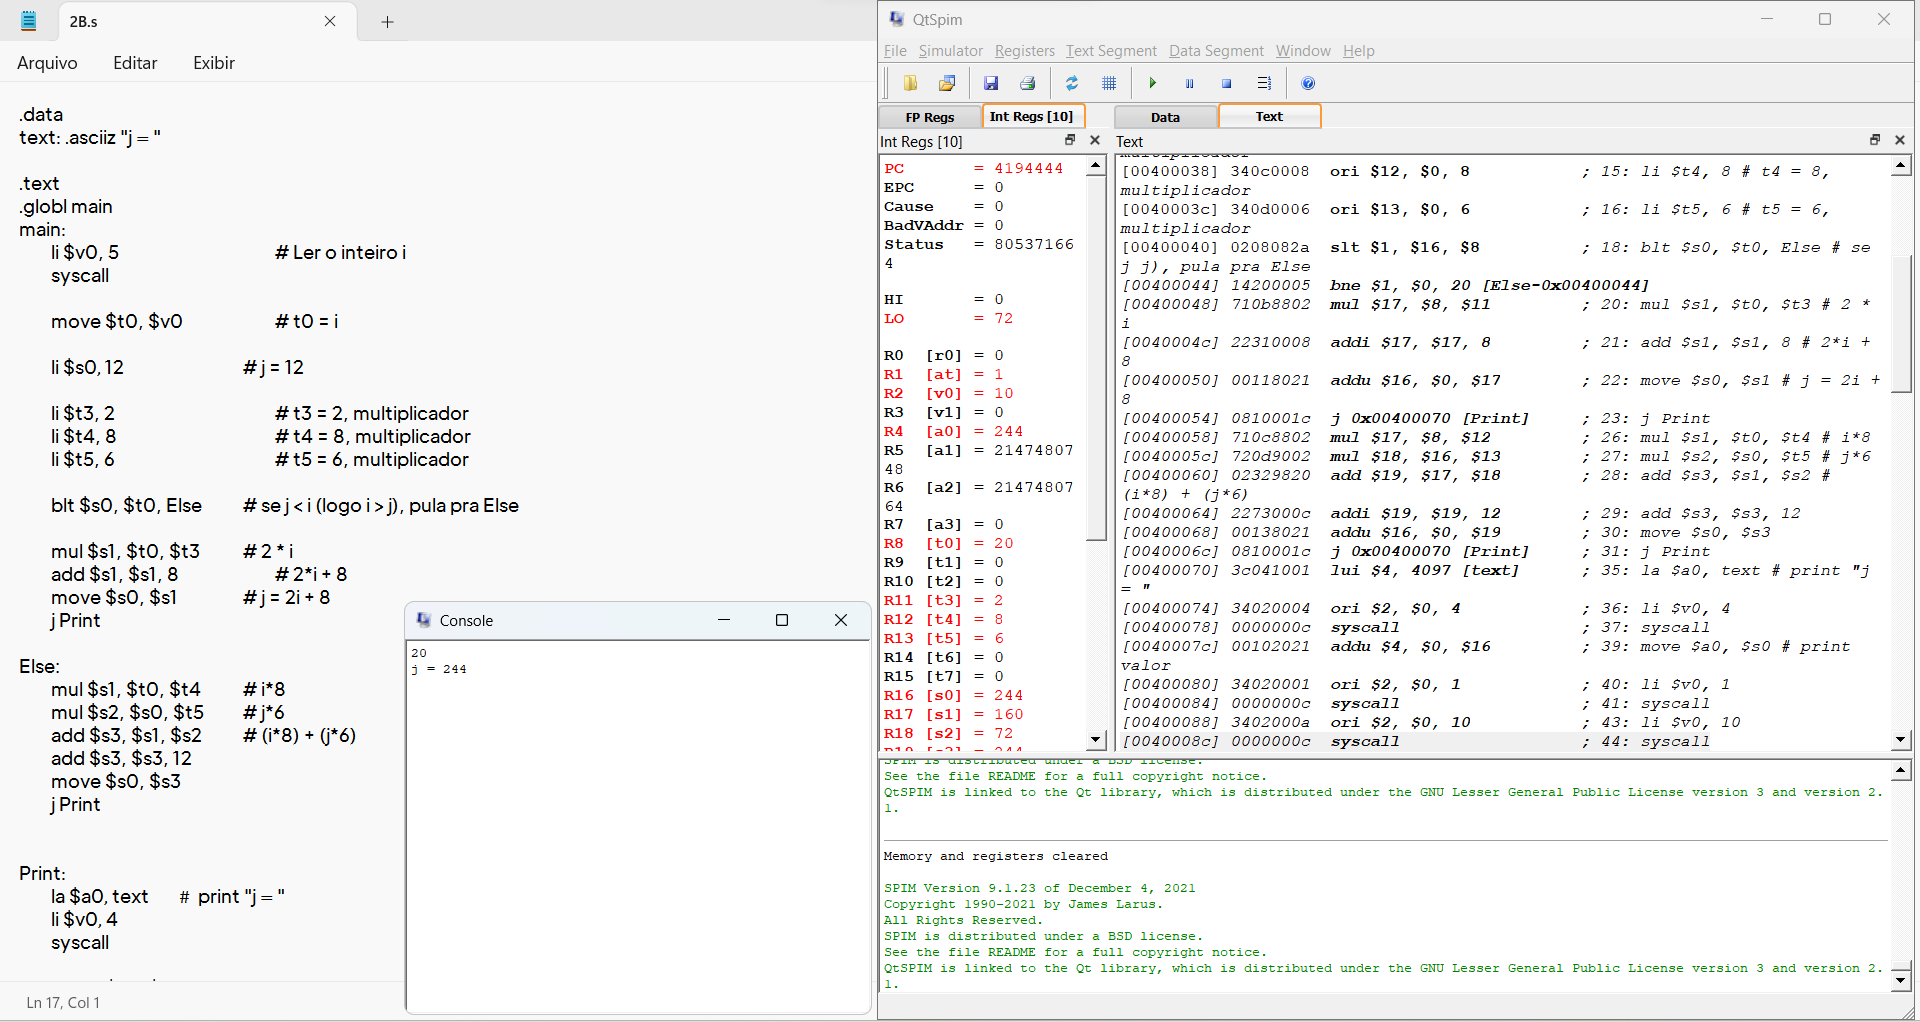 2B.s
Arquivo Editar Exibir
.data
text: .asciiz "j = "
.text
.globl main
main:
li $v0, 5 # Ler o inteiro i
syscall
move $t0, $v0 # t0 = i
li $s0, 12 # j = 12
li $t3, 2 # t3 = 2, multiplicador
li $t4, 8 # t4 = 8, multiplicador
li $t5, 6 # t5 = 6, multiplicador
blt $s0, $t0, Else # se j < i (logo i > j), pula pra Else
mul $s1, $t0, $t3 # 2 * i
add $s1, $s1, 8 # 2*i + 8
move $s0, $s1 # j = 2i + 8
j Print
Else:
mul $s1, $t0, $t4 # i*8
mul $s2, $s0, $t5 # j*6
add $s3, $s1, $s2 # (i*8) + (j*6)
add $s3, $s3, 12
move $s0, $s3
j Print
Print:
la $a0, text # print "j = "
li $v0, 4
syscall
Ln 17, Col 1
Console
20
j = 244
QtSpim
File Simulator Registers Text Segment Data Segment Window Help
FP Regs Int Regs [10]
Int Regs [10]
PC = 4194444
EPC = 0
Cause = 0
BadVAddr = 0
Status = 80537166
4
HI = 0
LO = 72
R0 [r0] = 0
R1 [at] = 1
R2 [v0] = 10
R3 [v1] = 0
R4 [a0] = 244
R5 [a1] = 21474807
48
R6 [a2] = 21474807
64
R7 [a3] = 0
R8 [t0] = 20
R9 [t1] = 0
R10 [t2] = 0
R11 [t3] = 2
R12 [t4] = 8
R13 [t5] = 6
R14 [t6] = 0
R15 [t7] = 0
R16 [s0] = 244
R17 [s1] = 160
R18 [s2] = 72
Data Text
Text
[00400038] 340c0008 ori $12, $0, 8 ; 15: li $t4, 8 # t4 = 8,
multiplicador
[0040003c] 340d0006 ori $13, $0, 6 ; 16: li $t5, 6 # t5 = 6,
multiplicador
[00400040] 0208082a slt $1, $16, $8 ; 18: blt $s0, $t0, Else # se
j j), pula pra Else
[00400044] 14200005 bne $1, $0, 20 [Else-0x00400044]
[00400048] 710b8802 mul $17, $8, $11 ; 20: mul $s1, $t0, $t3 # 2 *
i
[0040004c] 22310008 addi $17, $17, 8 ; 21: add $s1, $s1, 8 # 2*i +
8
[00400050] 00118021 addu $16, $0, $17 ; 22: move $s0, $s1 # j = 2i +
8
[00400054] 0810001c j 0x00400070 [Print] ; 23: j Print
[00400058] 710c8802 mul $17, $8, $12 ; 26: mul $s1, $t0, $t4 # i*8
[0040005c] 720d9002 mul $18, $16, $13 ; 27: mul $s2, $s0, $t5 # j*6
[00400060] 02329820 add $19, $17, $18 ; 28: add $s3, $s1, $s2 #
(i*8) + (j*6)
[00400064] 2273000c addi $19, $19, 12 ; 29: add $s3, $s3, 12
[00400068] 00138021 addu $16, $0, $19 ; 30: move $s0, $s3
[0040006c] 0810001c j 0x00400070 [Print] ; 31: j Print
[00400070] 3c041001 lui $4, 4097 [text] ; 35: la $a0, text # print "j
= "
[00400074] 34020004 ori $2, $0, 4 ; 36: li $v0, 4
[00400078] 0000000c syscall ; 37: syscall
[0040007c] 00102021 addu $4, $0, $16 ; 39: move $a0, $s0 # print
valor
[00400080] 34020001 ori $2, $0, 1 ; 40: li $v0, 1
[00400084] 0000000c syscall ; 41: syscall
[00400088] 3402000a ori $2, $0, 10 ; 43: li $v0, 10
[0040008c] 0000000c syscall ; 44: syscall
SPIM is distributed under a BSD license.
See the file README for a full copyright notice.
QtSPIM is linked to the Qt library, which is distributed under the GNU Lesser General Public License version 3 and version 2.
1.
Memory and registers cleared
SPIM Version 9.1.23 of December 4, 2021
Copyright 1990-2021 by James Larus.
All Rights Reserved.
SPIM is distributed under a BSD license.
See the file README for a full copyright notice.
QtSPIM is linked to the Qt library, which is distributed under the GNU Lesser General Public License version 3 and version 2.
1.